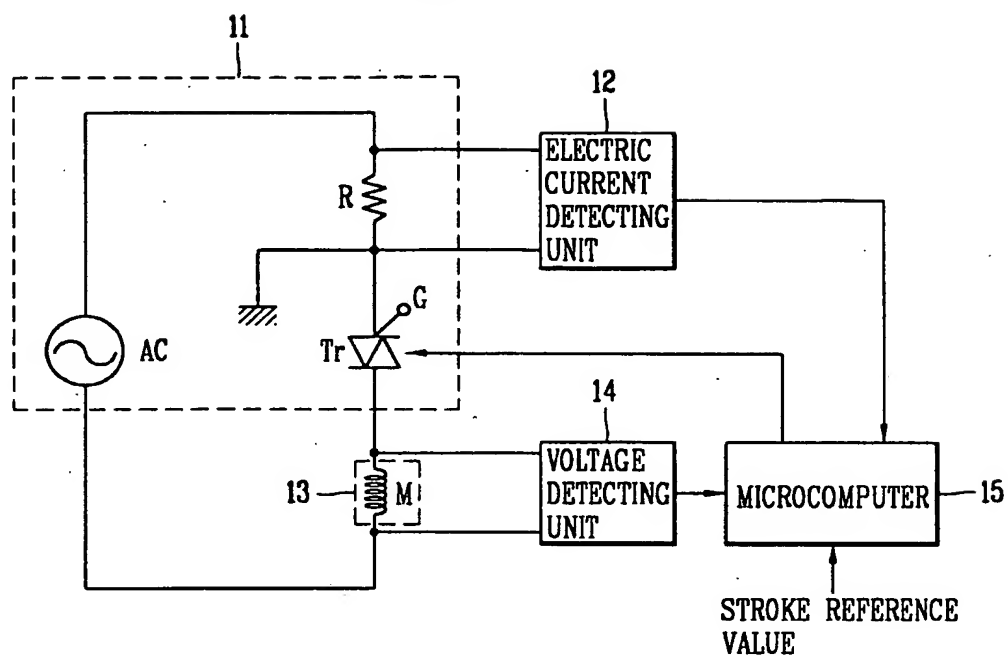 11
12
ELECTRIC
CURRENT
DETECTING
UNIT
R
G
AC
Tr
14
13
M
VOLTAGE
DETECTING
UNIT
MICROCOMPUTER
15
STROKE REFERENCE
VALUE